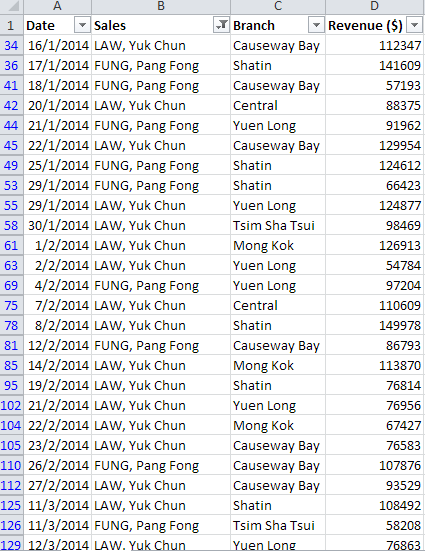 A B C D
1 Date Sales Branch Revenue ($)
34 16/1/2014 LAW, Yuk Chun Causeway Bay 112347
36 17/1/2014 FUNG, Pang Fong Shatin 141609
41 18/1/2014 FUNG, Pang Fong Causeway Bay 57193
42 20/1/2014 LAW, Yuk Chun Central 88375
44 21/1/2014 FUNG, Pang Fong Yuen Long 91962
45 22/1/2014 LAW, Yuk Chun Causeway Bay 129954
49 25/1/2014 FUNG, Pang Fong Shatin 124612
53 29/1/2014 FUNG, Pang Fong Shatin 66423
55 29/1/2014 LAW, Yuk Chun Yuen Long 124877
58 30/1/2014 LAW, Yuk Chun Tsim Sha Tsui 98469
61 1/2/2014 LAW, Yuk Chun Mong Kok 126913
63 2/2/2014 LAW, Yuk Chun Yuen Long 54784
69 4/2/2014 FUNG, Pang Fong Yuen Long 97204
75 7/2/2014 LAW, Yuk Chun Central 110609
78 8/2/2014 LAW, Yuk Chun Shatin 149978
81 12/2/2014 FUNG, Pang Fong Causeway Bay 86793
85 14/2/2014 LAW, Yuk Chun Mong Kok 113870
95 19/2/2014 LAW, Yuk Chun Shatin 76814
102 21/2/2014 LAW, Yuk Chun Yuen Long 76956
104 22/2/2014 LAW, Yuk Chun Mong Kok 67427
105 23/2/2014 LAW, Yuk Chun Causeway Bay 76583
110 26/2/2014 FUNG, Pang Fong Causeway Bay 107876
112 27/2/2014 LAW, Yuk Chun Causeway Bay 93529
125 11/3/2014 LAW, Yuk Chun Shatin 108492
126 11/3/2014 FUNG, Pang Fong Tsim Sha Tsui 58208
129 12/3/2014 LAW, Yuk Chun Yuen Long 76863